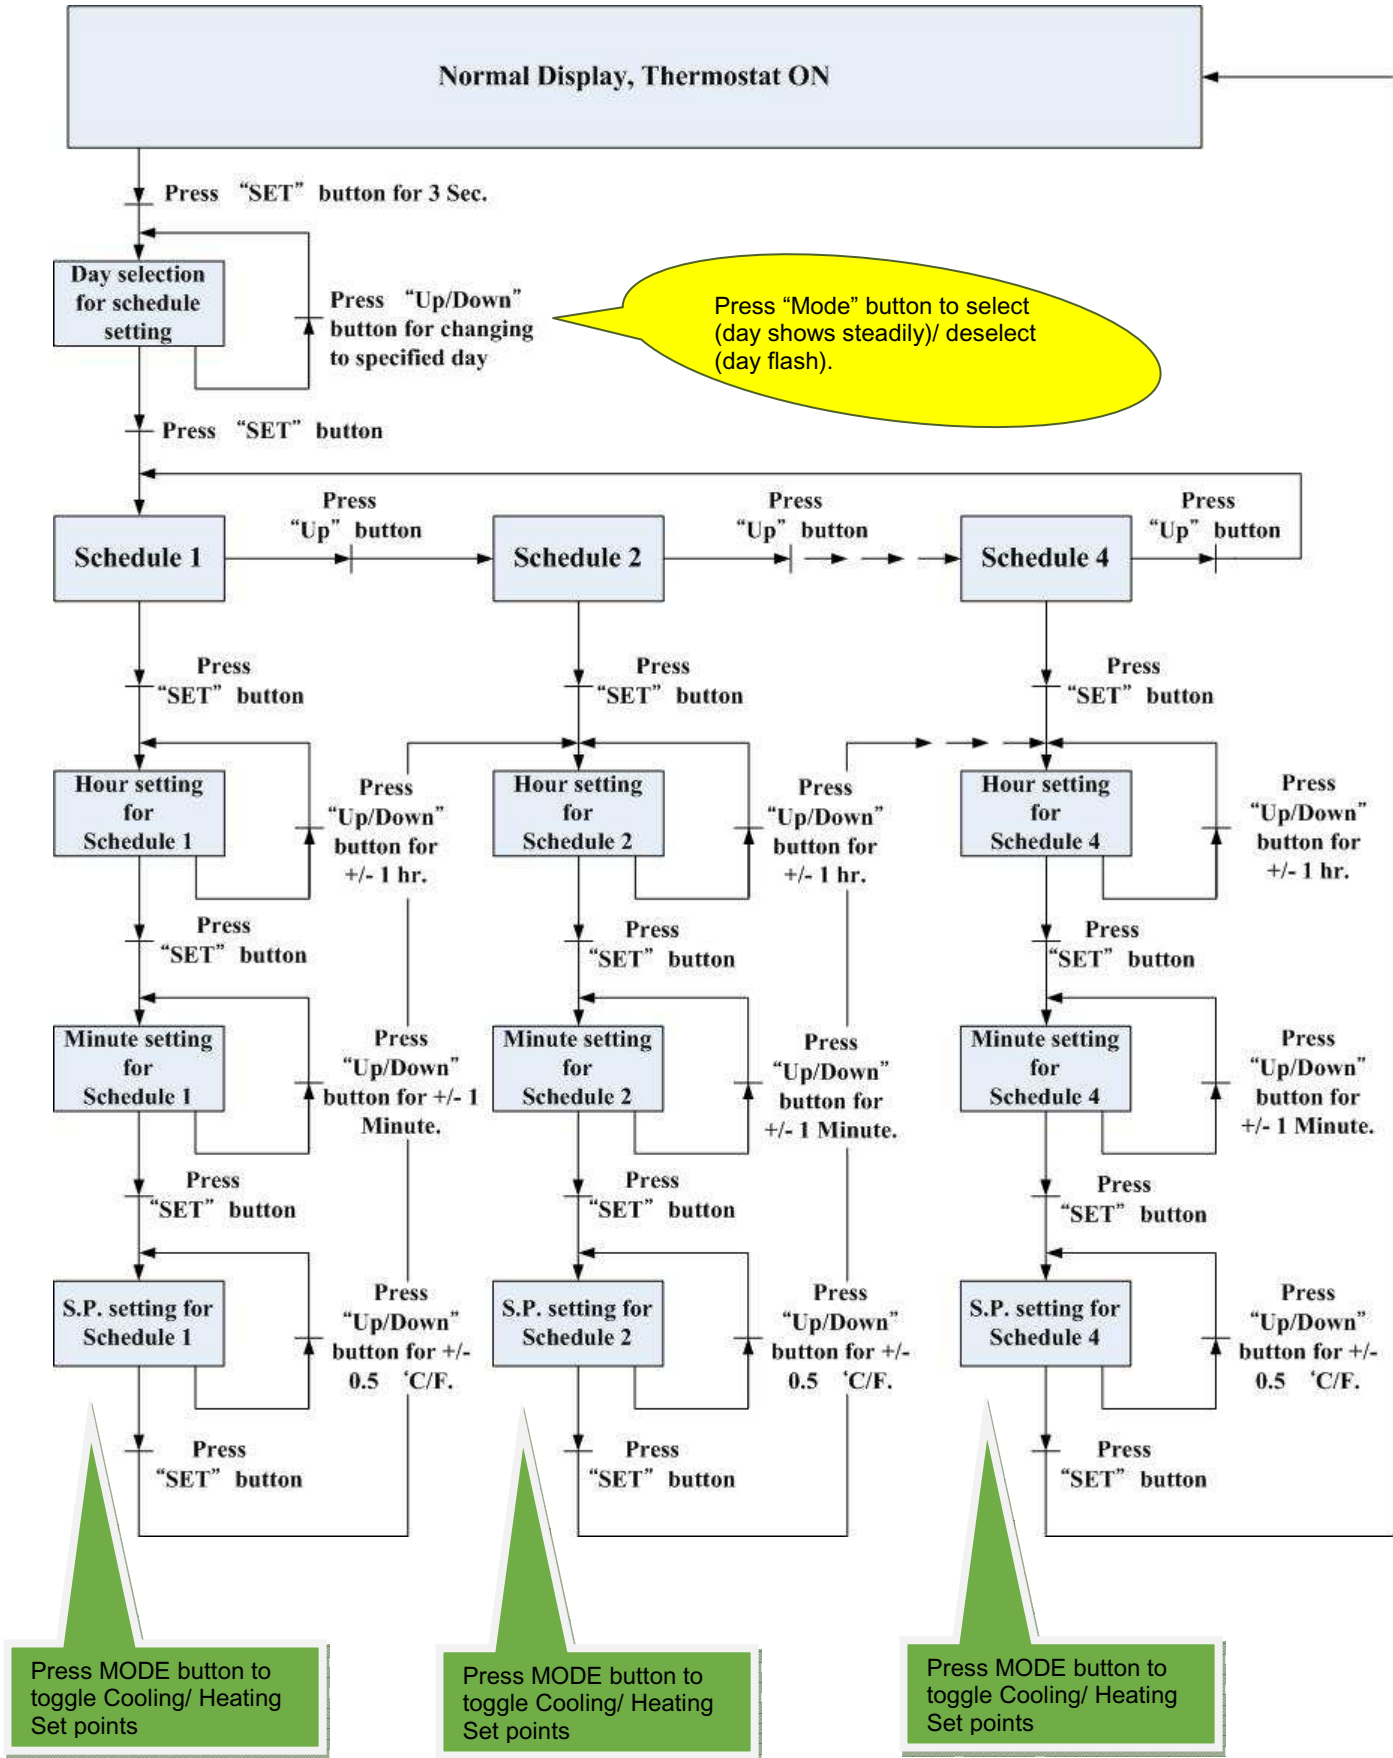 Normal Display, Thermostat ON
Press “SET” button for 3 Sec.
Day selection
for schedule
setting
Press “Up/Down”
button for changing
to specified day
Press “Mode” button to select
(day shows steadily)/ deselect
(day flash).
Press “SET” button
Schedule 1
Press
“Up” button
Schedule 2
Press
“Up” button
Schedule 4
Press
“Up” button
Press
“SET” button
Press
“SET” button
Press
“SET” button
Hour setting
for
Schedule 1
Press
“Up/Down”
button for
+/- 1 hr.
Hour setting
for
Schedule 2
Press
“Up/Down”
button for
+/- 1 hr.
Hour setting
for
Schedule 4
Press
“Up/Down”
button for
+/- 1 hr.
Press
“SET” button
Press
“SET” button
Press
“SET” button
Minute setting
for
Schedule 1
Press
“Up/Down”
button for +/- 1
Minute.
Minute setting
for
Schedule 2
Press
“Up/Down”
button for
+/- 1 Minute.
Minute setting
for
Schedule 4
Press
“Up/Down”
button for
+/- 1 Minute.
Press
“SET” button
Press
“SET” button
Press
“SET” button
S.P. setting for
Schedule 1
Press
“Up/Down”
button for +/-
0.5 ‘C/F.
S.P. setting for
Schedule 2
Press
“Up/Down”
button for +/-
0.5 ‘C/F.
S.P. setting for
Schedule 4
Press
“Up/Down”
button for +/-
0.5 ‘C/F.
Press
“SET” button
Press
“SET” button
Press
“SET” button
Press MODE button to
toggle Cooling/ Heating
Set points
Press MODE button to
toggle Cooling/ Heating
Set points
Press MODE button to
toggle Cooling/ Heating
Set points